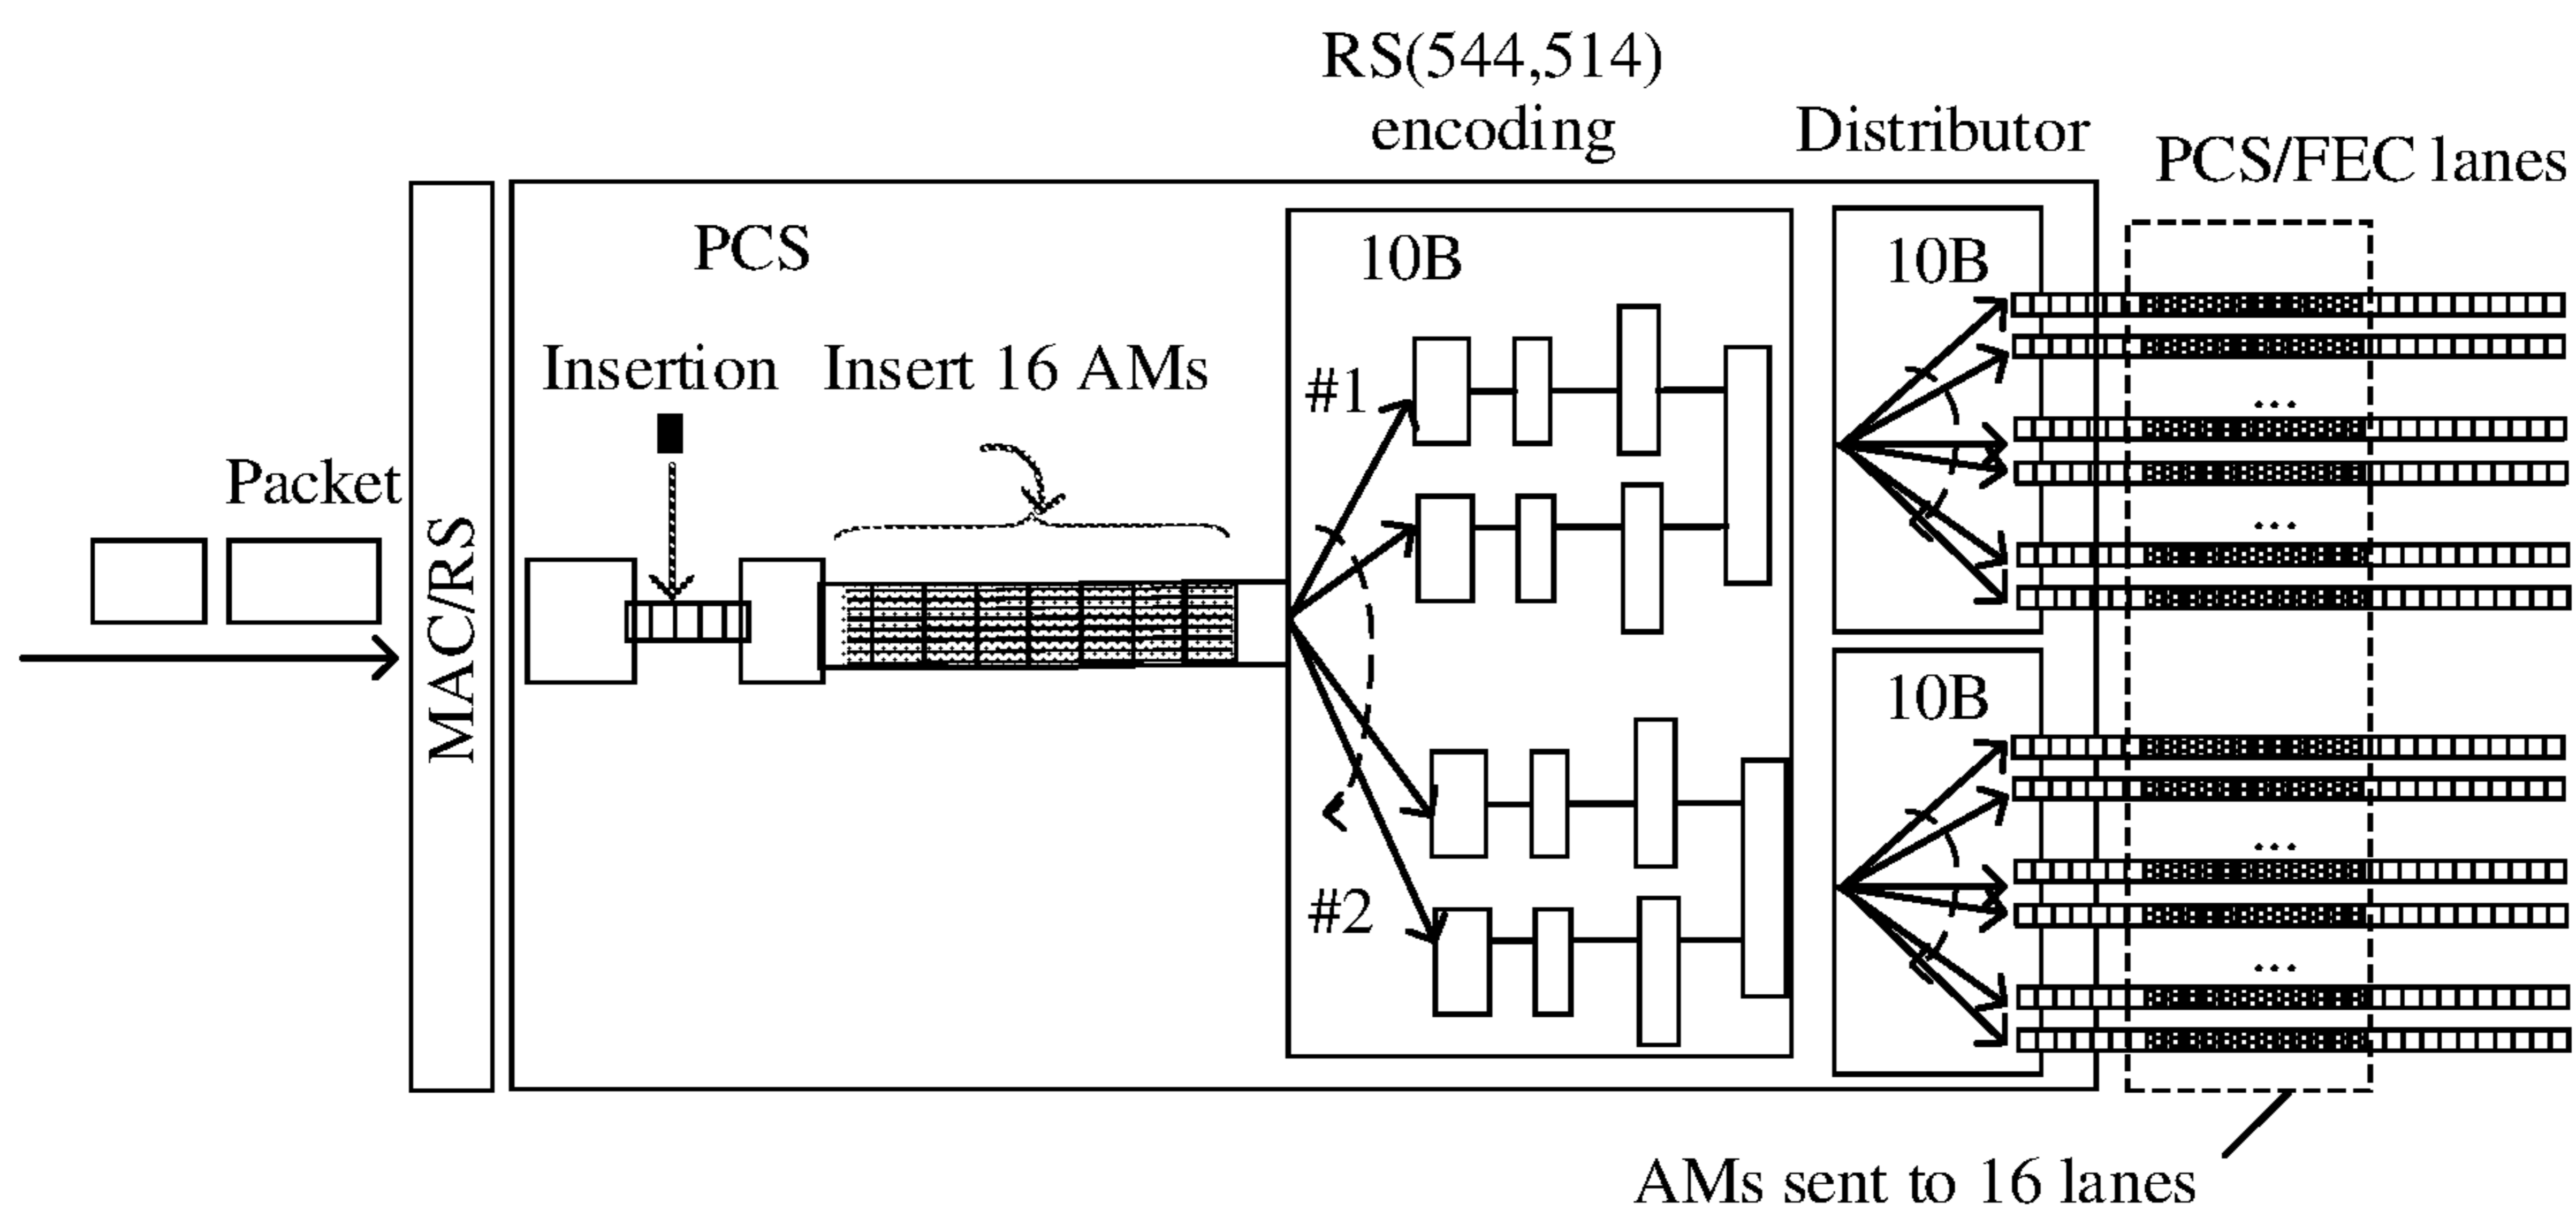 RS(544,514)
encoding
Distributor
PCS/FEC lanes
PCS
10B
10B
Insertion
Insert 16 AMs
#1
Packet
MAC/RS
10B
#2
...
...
...
...
AMs sent to 16 lanes